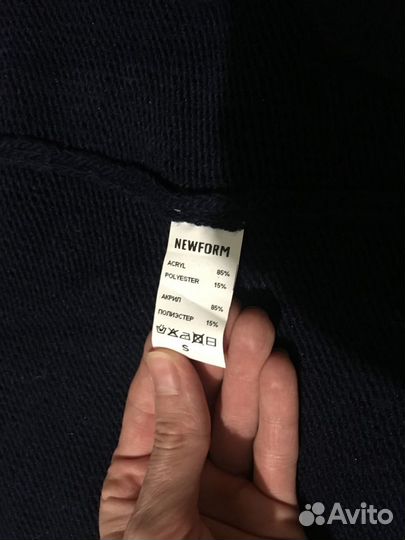 NEWFORM
ACRYL 85%
POLYESTER 15%
АКРИЛ 85%
ПОЛИЭСТЕР 15%
S
Avito